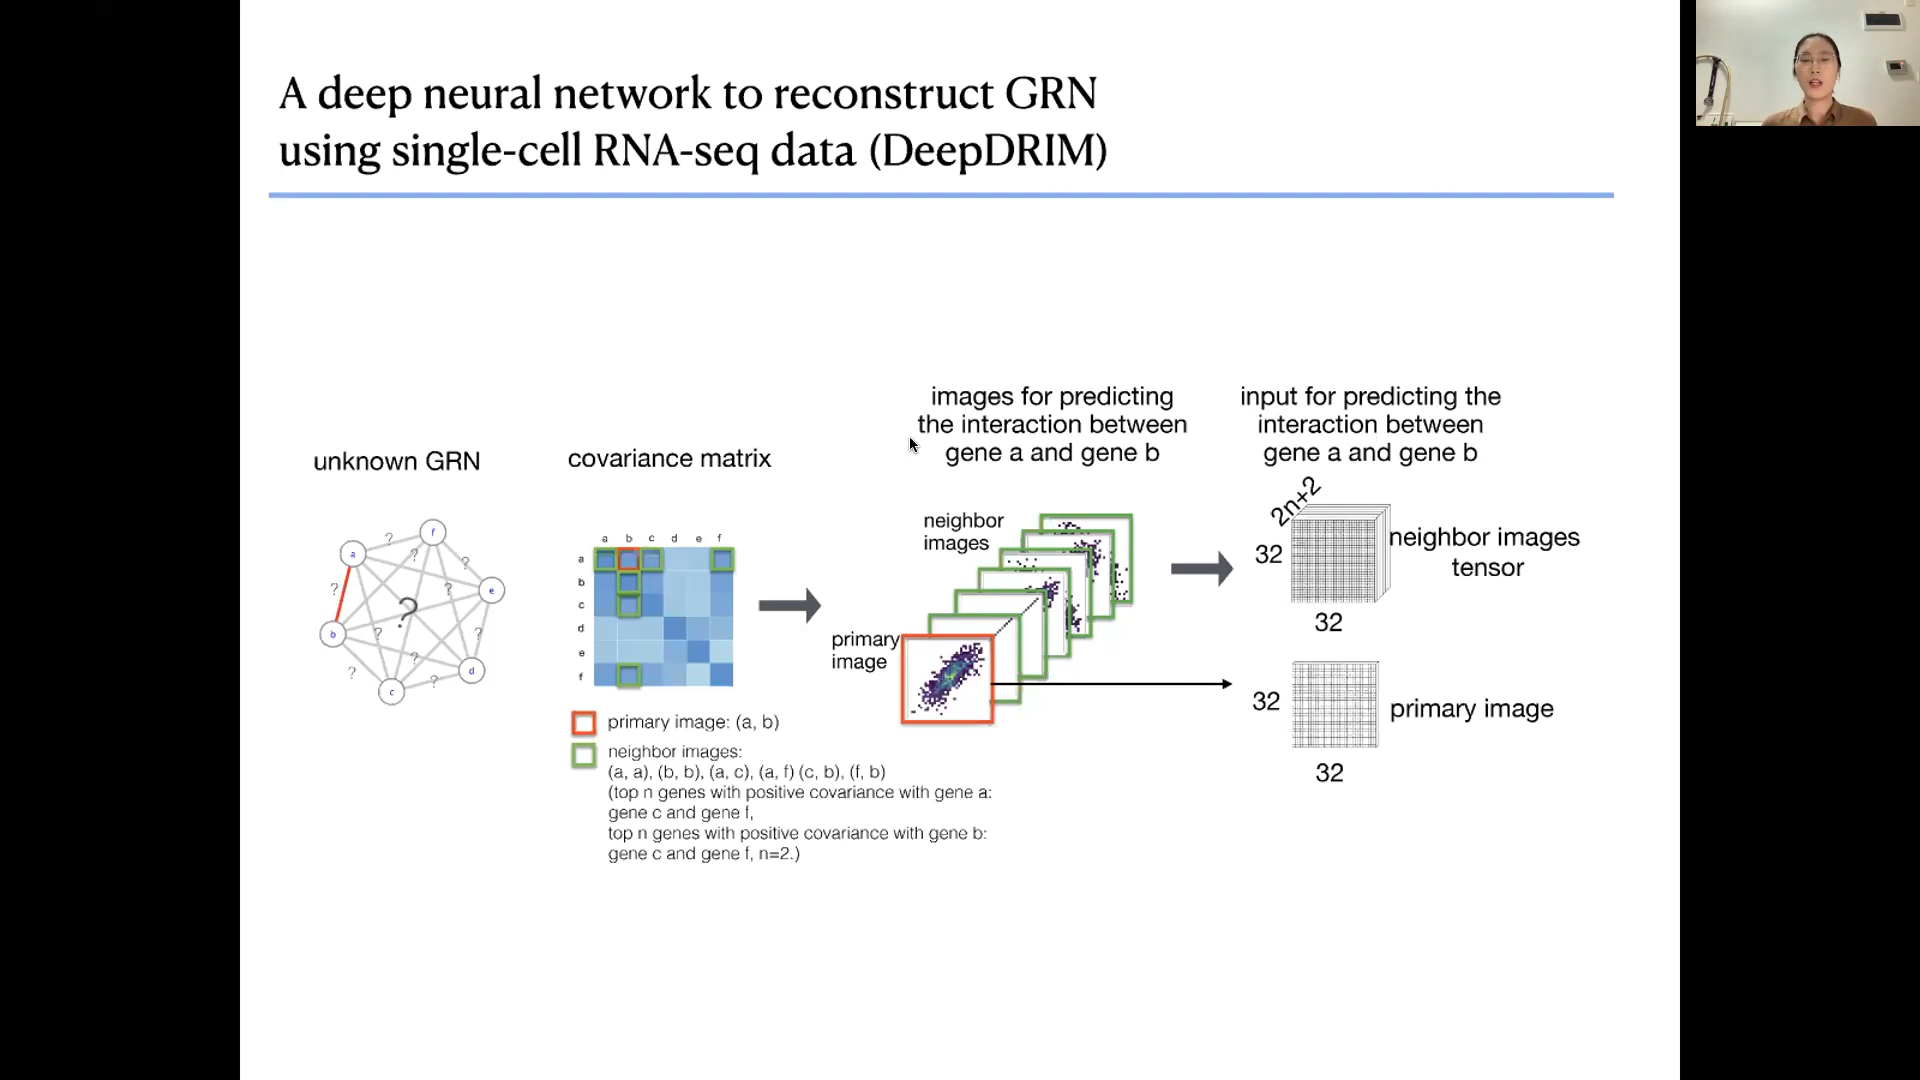 A deep neural network to reconstruct GRN
using single-cell RNA-seq data (DeepDRIM)
unknown GRN
a
b
c
d
e
f
?
?
?
?
?
?
?
?
?
?
?
covariance matrix
a b c d e f
a
b
c
d
e
f
primary image: (a, b)
neighbor images:
(a, a), (b, b), (a, c), (a, f) (c, b), (f, b)
(top n genes with positive covariance with gene a:
gene c and gene f,
top n genes with positive covariance with gene b:
gene c and gene f, n=2.)
images for predicting
the interaction between
gene a and gene b
neighbor
images
primary
image
input for predicting the
interaction between
gene a and gene b
2n+2
32
32
neighbor images
tensor
32
32
primary image